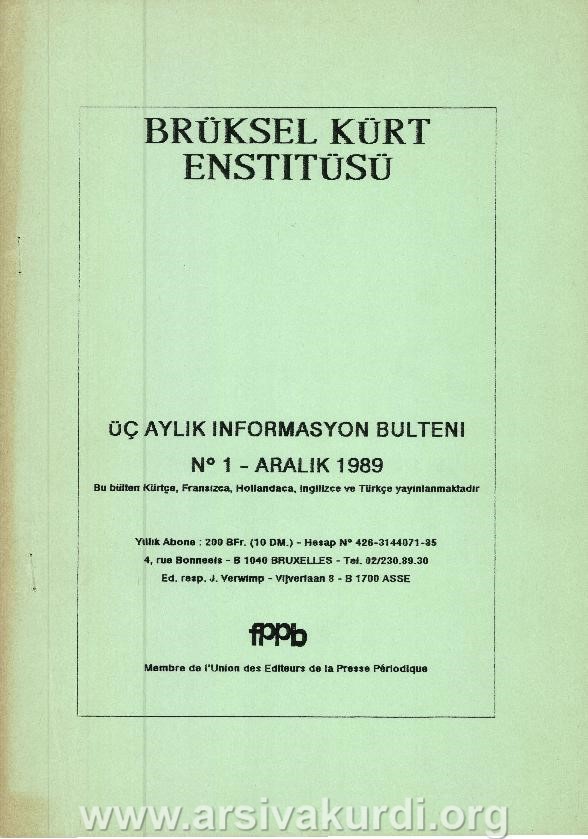 BRÜKSEL KÜRT
ENSTITÜSÜ
ÜÇ AYLIK INFORMASYON BULTENI
Nº 1 - ARALIK 1989
Bu bülten Kürtçe, Fransızca, Hollandaca, Ingilizce ve Türkçe yayınlanmaktadır
Yıllık Abone : 200 BFr. (10 DM.) - Hesap Nº 426-3144071-85
4, rue Bonneels - B 1040 BRUXELLES - Tel. 02/230.89.30
Ed. resp. J. Verwimp - Vijverlaan 8 - B 1700 ASSE
fppb
Membre de l'Union des Editeurs de la Presse Périodique
www.arsivakurdi.org